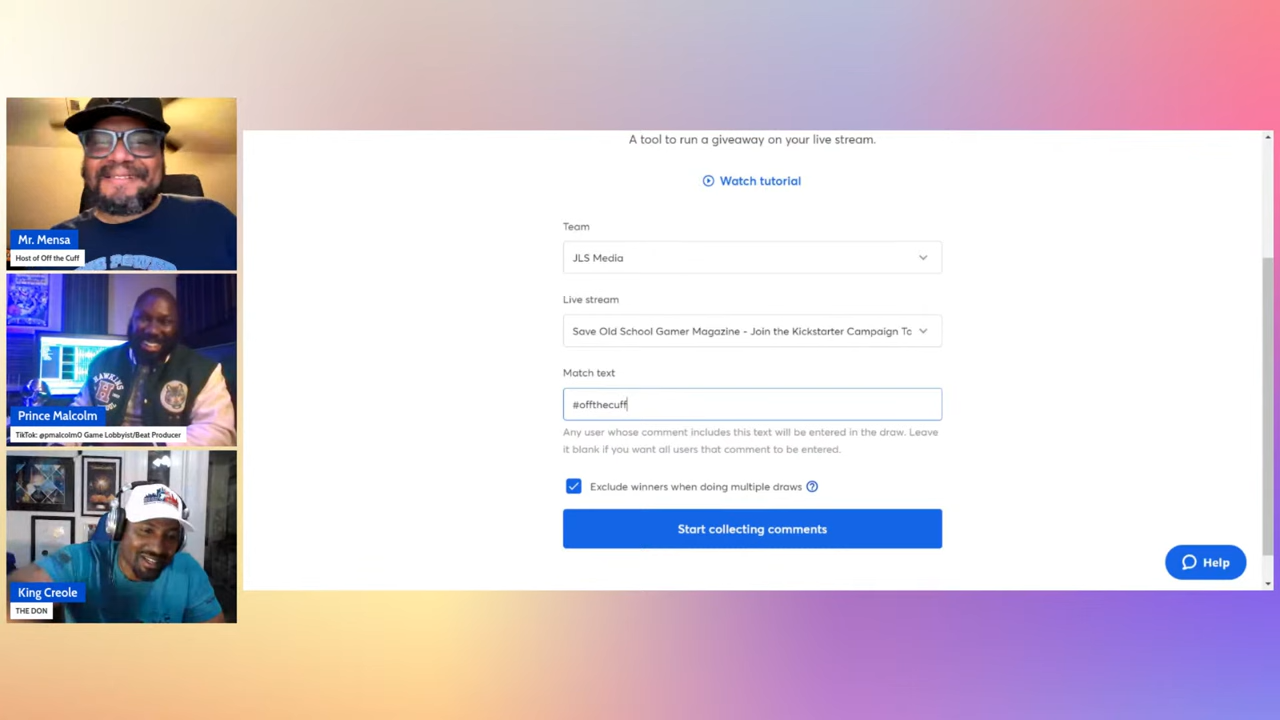 Mr. Mensa
Host of Off the Cuff
Prince Malcolm
TikTok: @pmalcolm0 Game Lobbyist/Beat Producer
HAWKINS
King Creole
THE DON
A tool to run a giveaway on your live stream.
Watch tutorial
Team
JLS Media
Live stream
Save Old School Gamer Magazine - Join the Kickstarter Campaign To
Match text
#offthecuff
Any user whose comment includes this text will be entered in the draw. Leave
it blank if you want all users that comment to be entered.
Exclude winners when doing multiple draws
Start collecting comments
Help